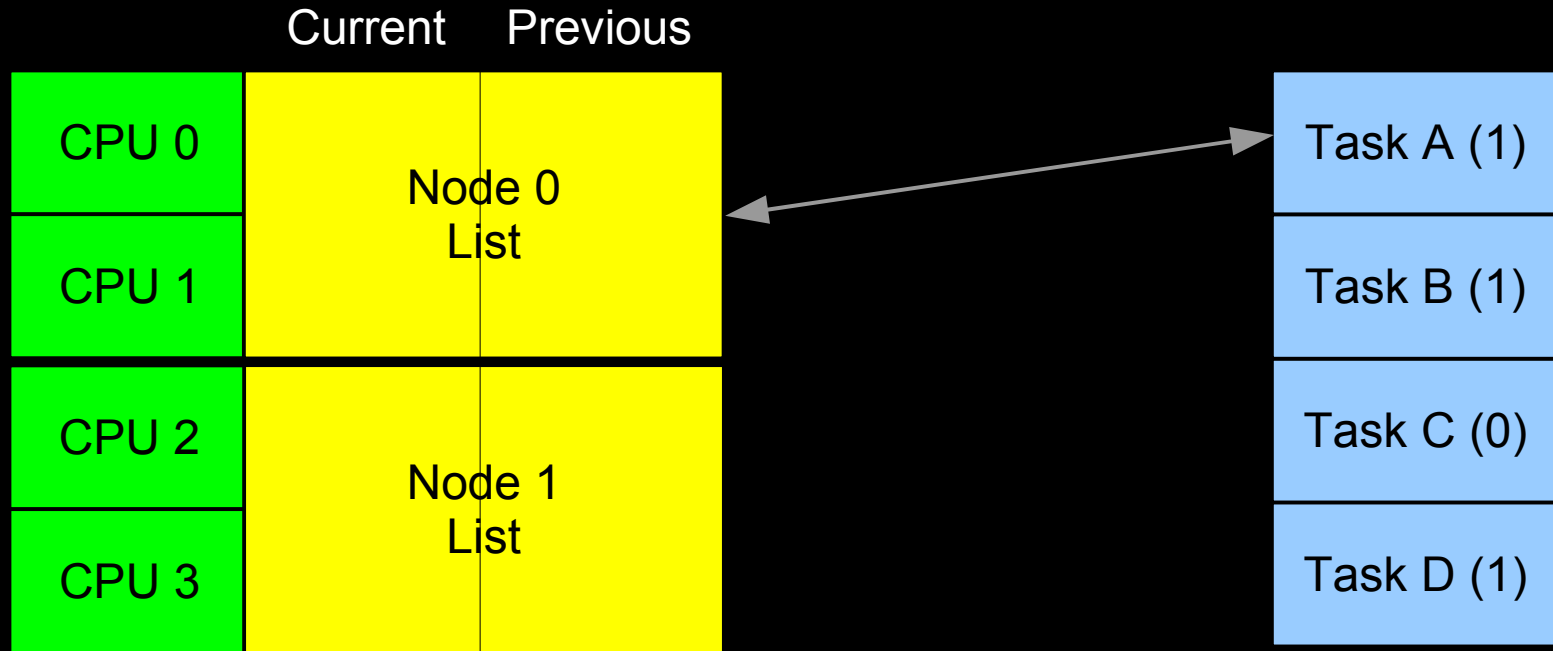 Current Previous
CPU 0
CPU 1
CPU 2
CPU 3
Node 0
List
Node 1
List
Task A (1)
Task B (1)
Task C (0)
Task D (1)